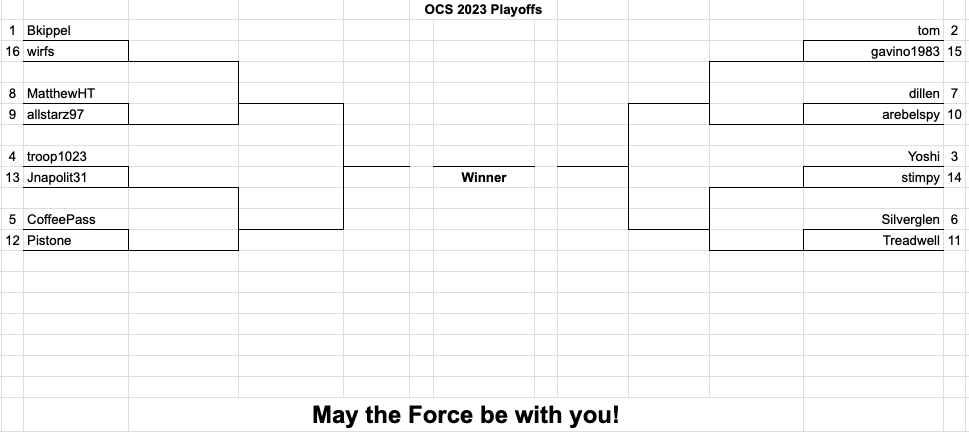 OCS 2023 Playoffs
1 Bkippel tom 2
16 wirfs gavino1983 15
8 MatthewHT dillen 7
9 allstarz97 arebelspy 10
4 troop1023 Yoshi 3
13 Jnapolit31 Winner stimpy 14
5 CoffeePass Silverglen 6
12 Pistone Treadwell 11
May the Force be with you!